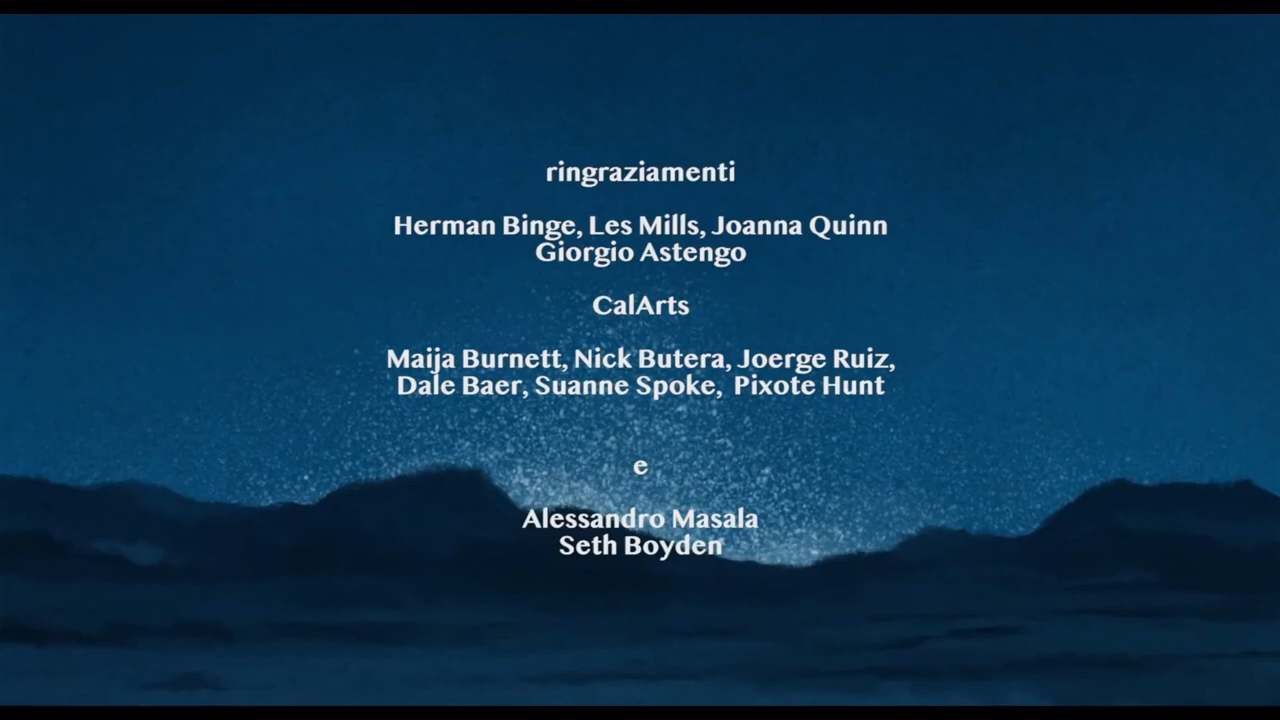 ringraziamenti
Herman Binge, Les Mills, Joanna Quinn
Giorgio Astengo
CalArts
Maija Burnett, Nick Butera, Joerge Ruiz,
Dale Baer, Suanne Spoke, Pixote Hunt
e
Alessandro Masala
Seth Boyden